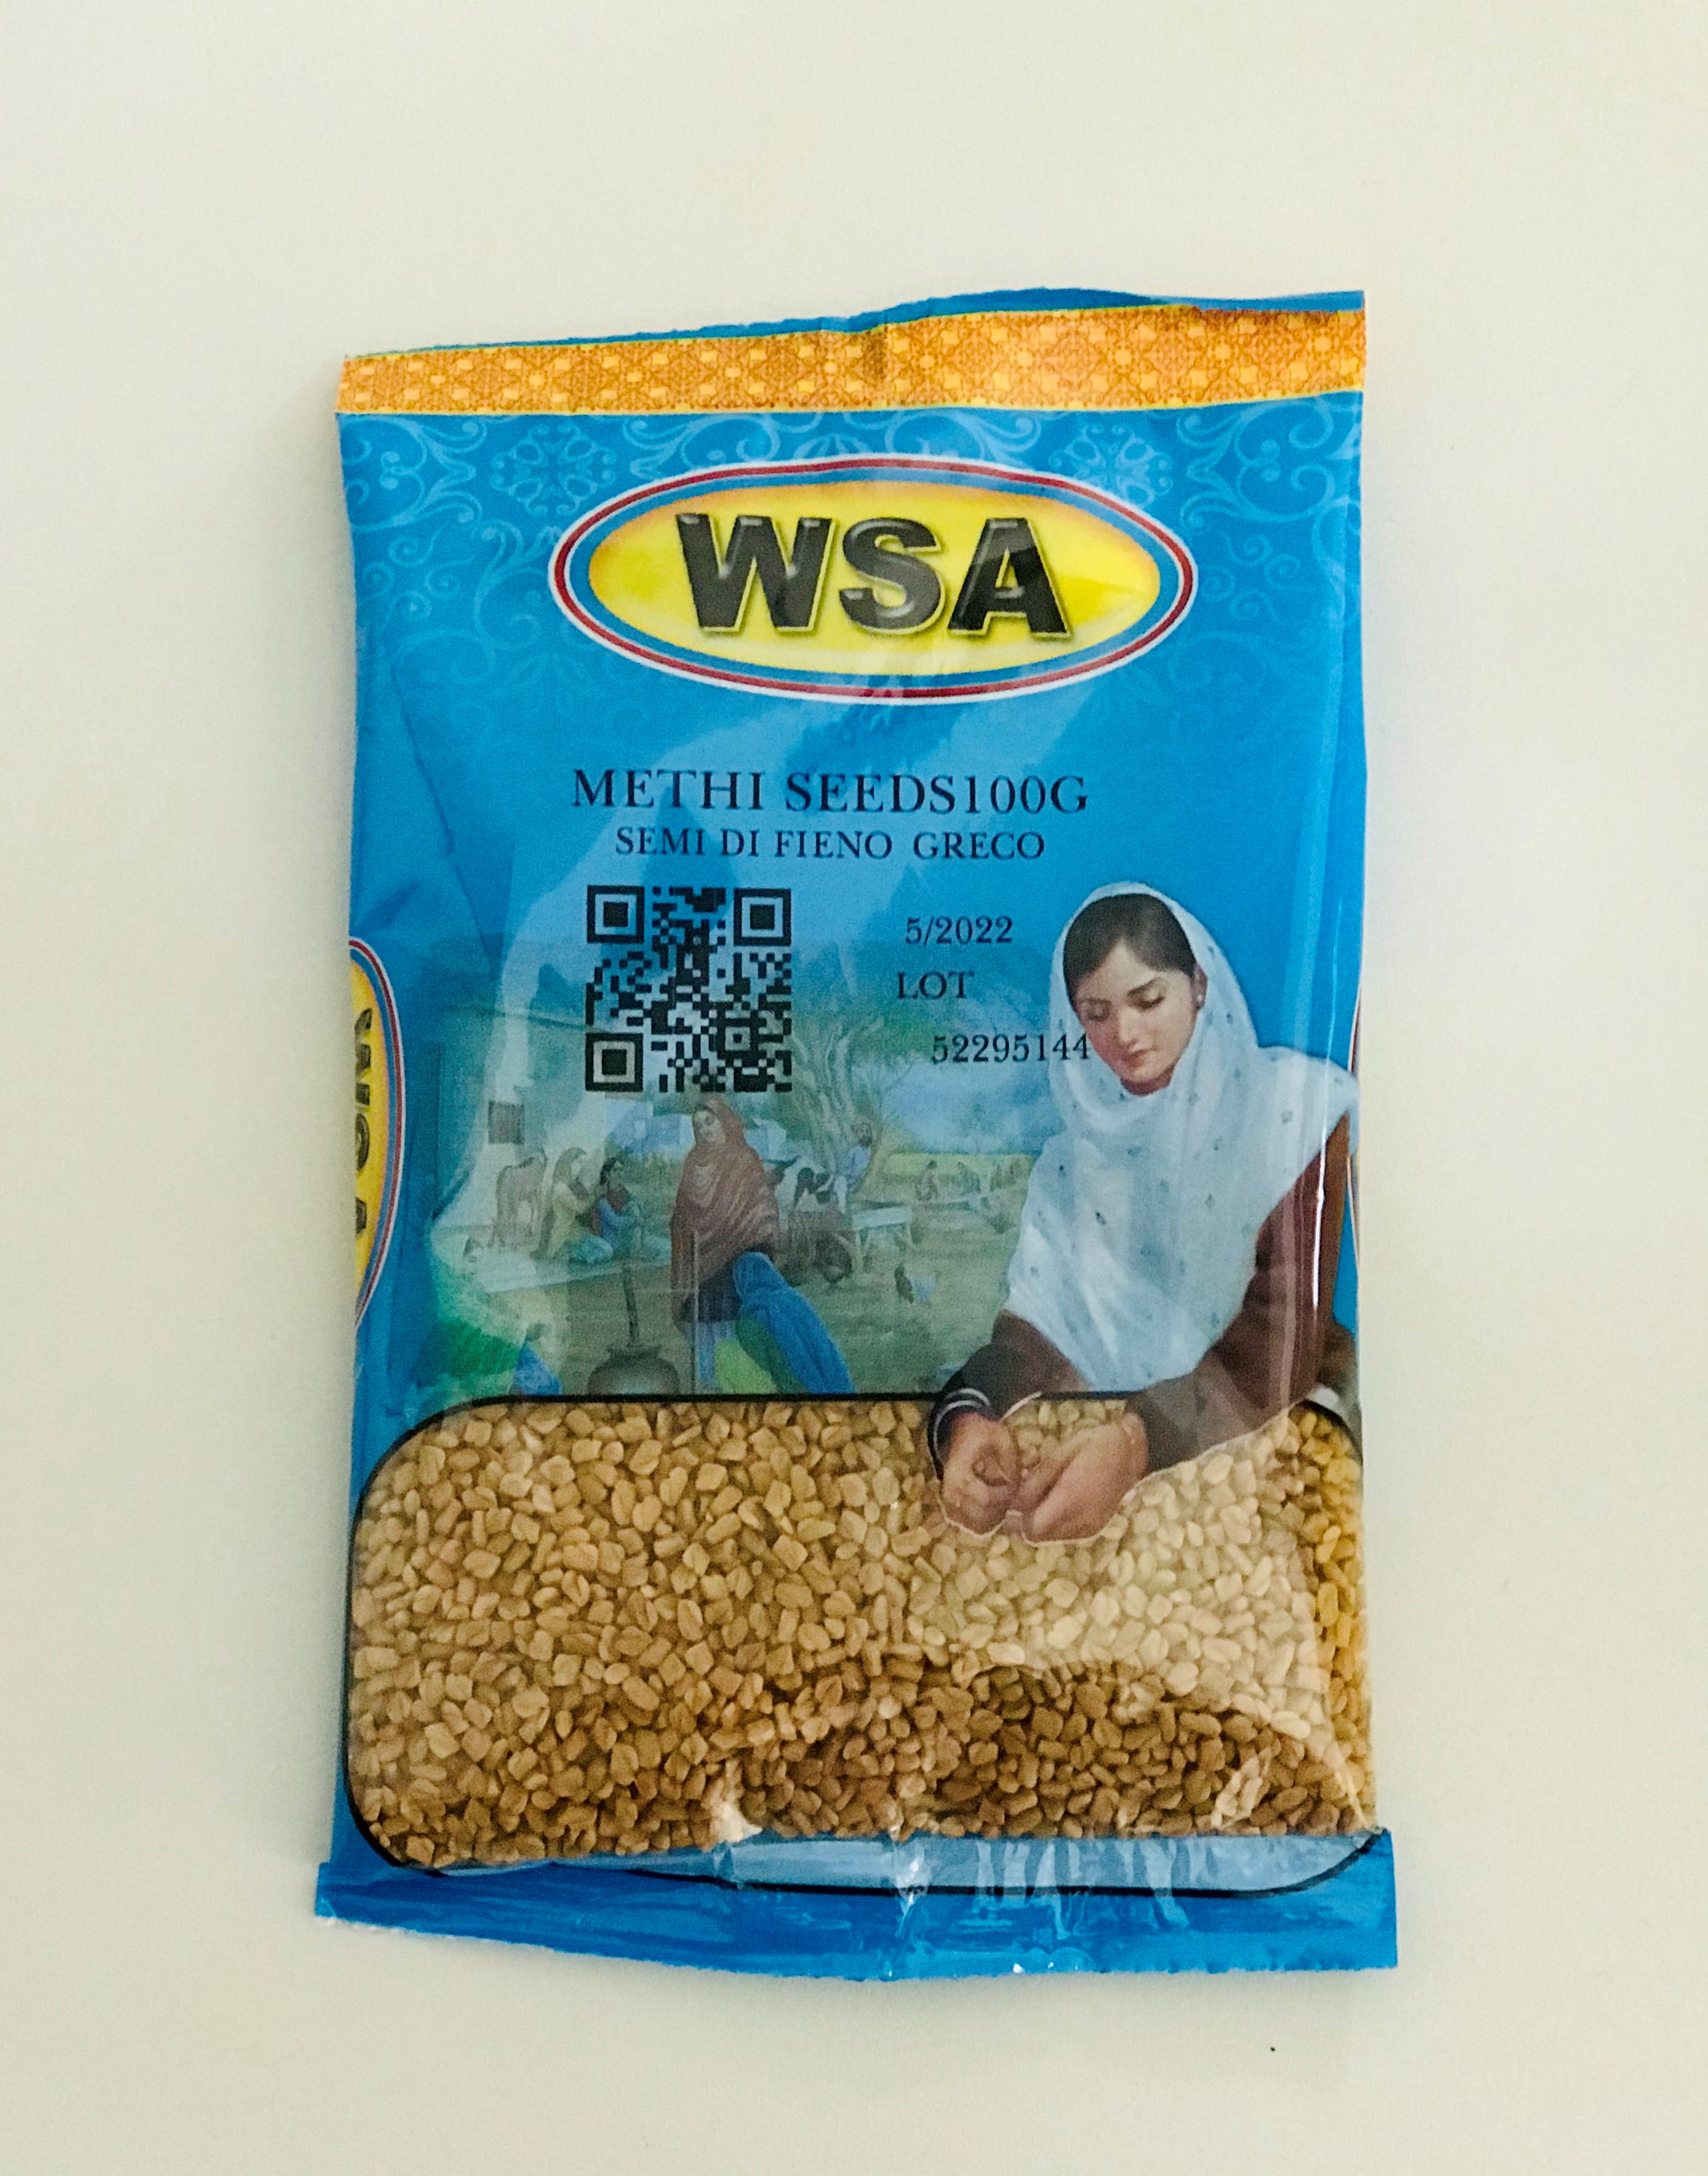 WSA
METHI SEEDS100G
SEMI DI FIENO GRECO
5/2022
LOT
52295144